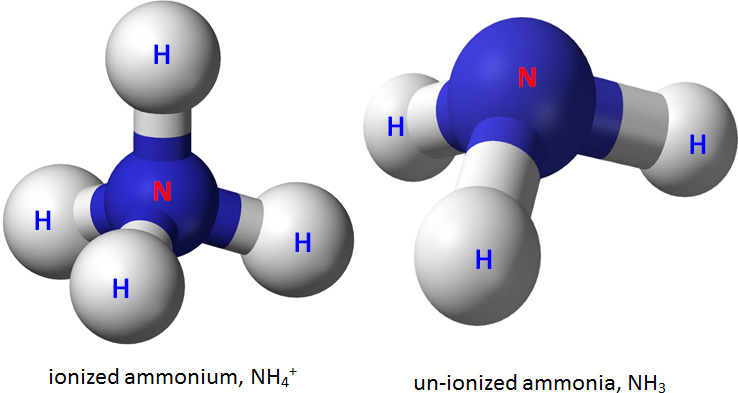 H
N
H
H
H
ionized ammonium, NH₄⁺
N
H
H
H
un-ionized ammonia, NH₃